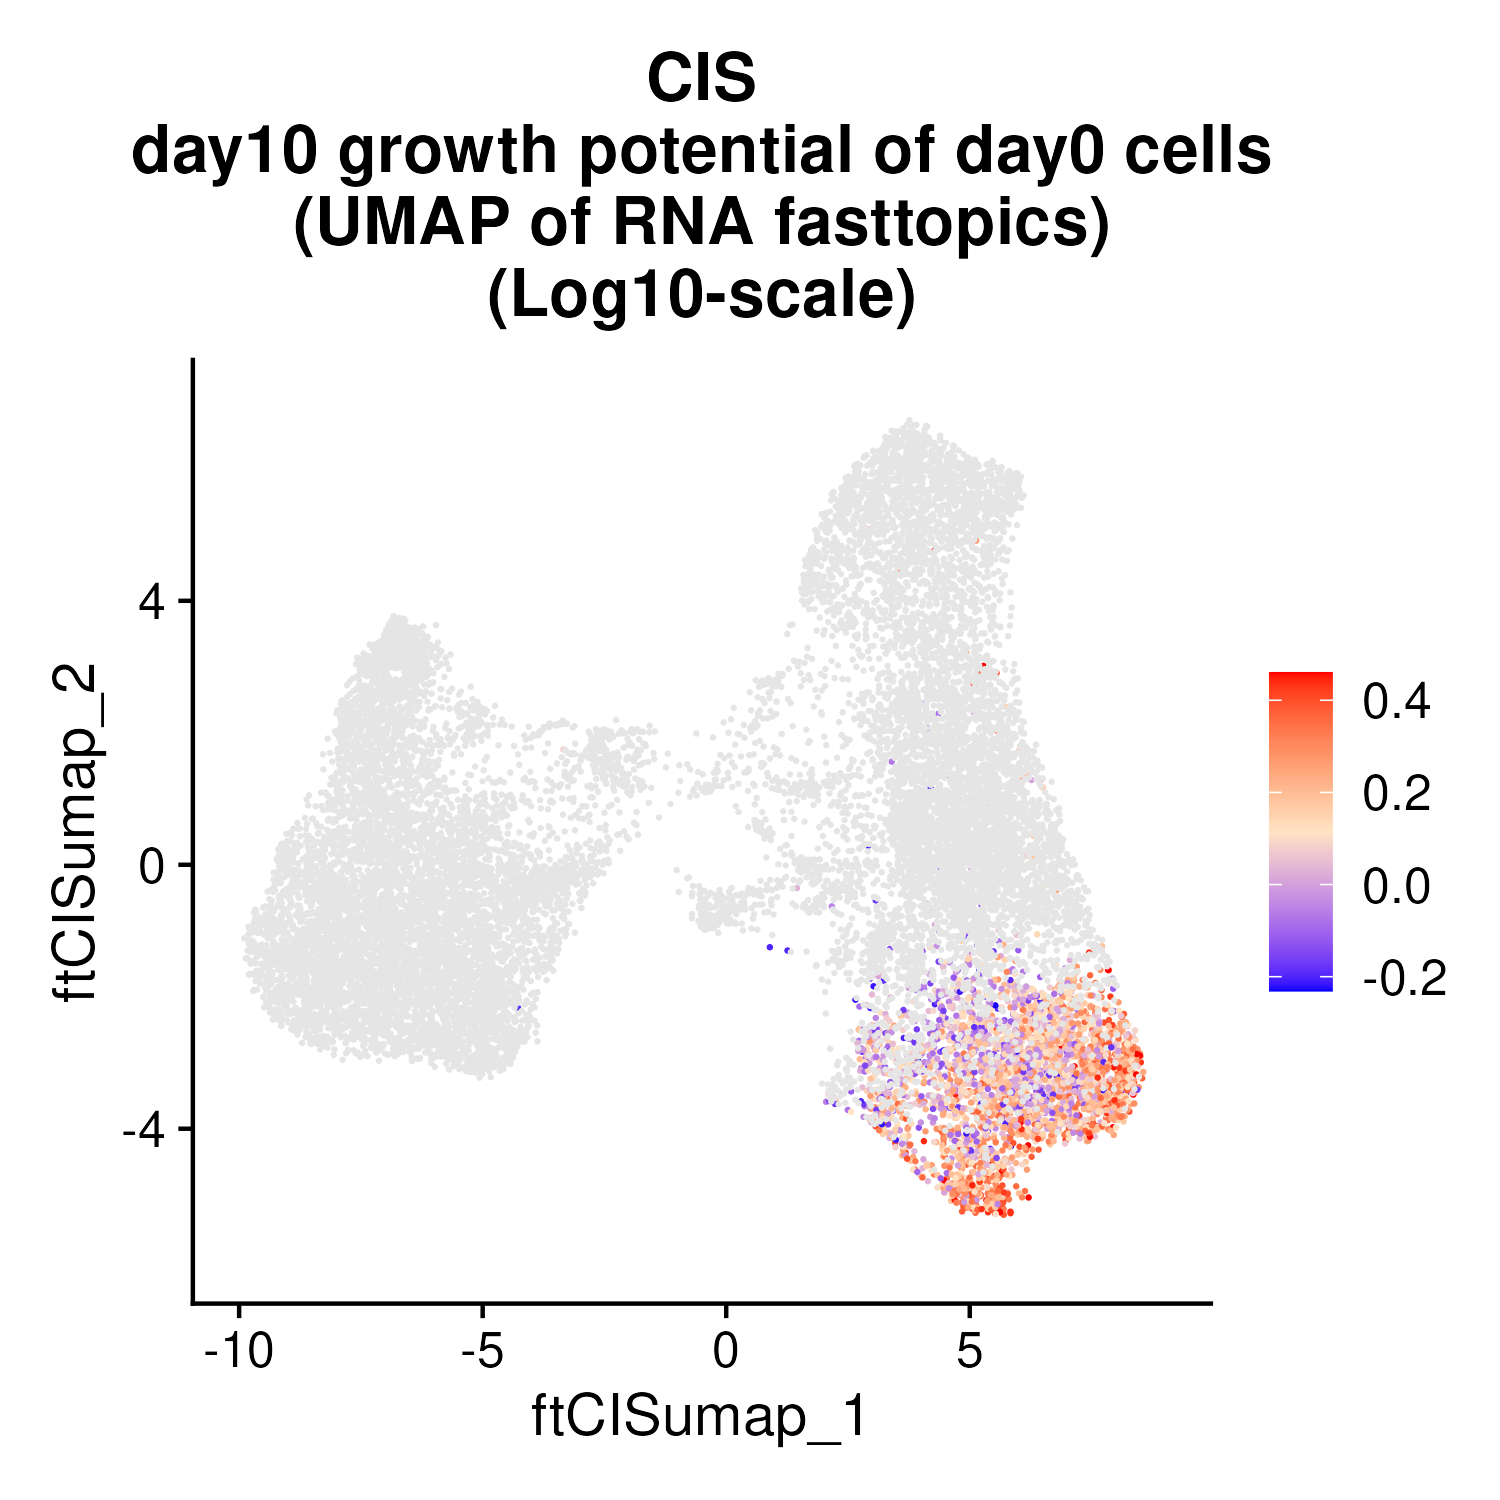 CIS
day10 growth potential of day0 cells
(UMAP of RNA fasttopics)
(Log10-scale)
ftCISumap_2
4
0
-4
-10
-5
0
5
ftCISumap_1
0.4
0.2
0.0
-0.2